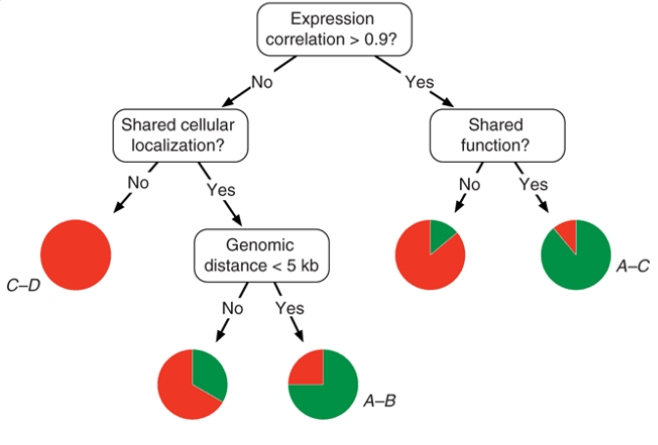 Expression
correlation > 0.9?
No
Yes
Shared cellular
localization?
Shared
function?
No
Yes
No
Yes
C–D
Genomic
distance < 5 kb
A–C
No
Yes
A–B